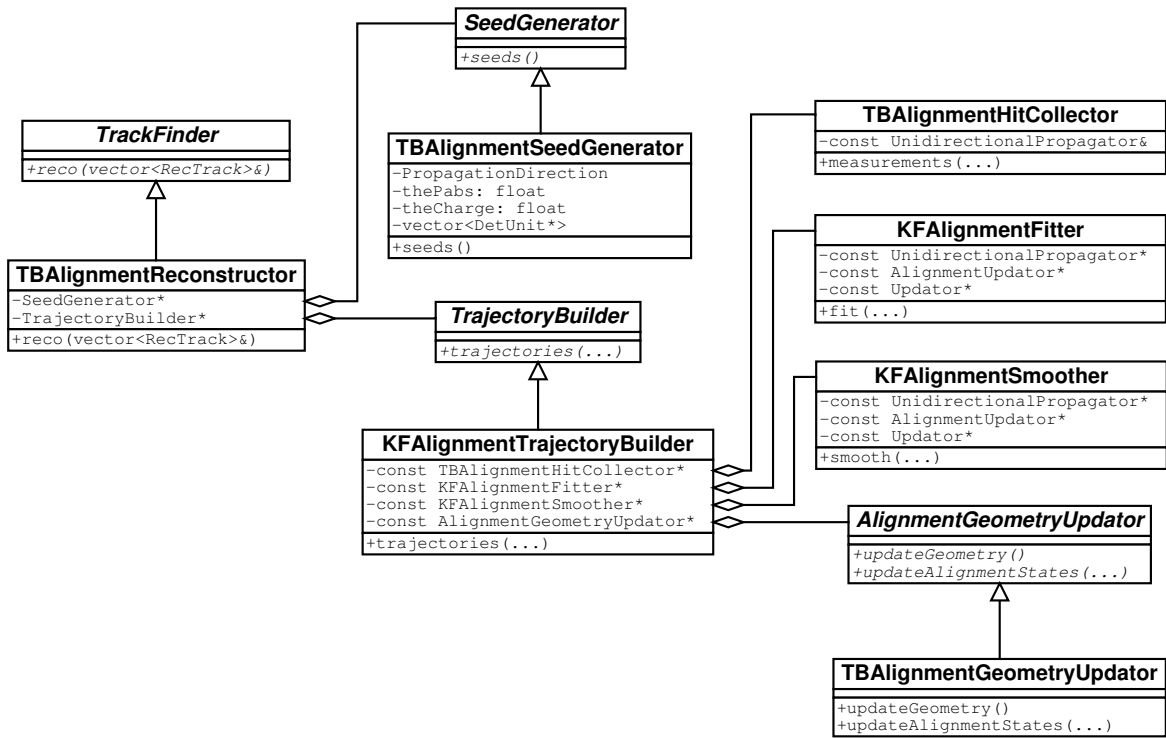 SeedGenerator
+seeds()
TrackFinder
+reco(vector<RecTrack>&)
TBAlignmentSeedGenerator
-PropagationDirection
-thePabs: float
-theCharge: float
-vector<DetUnit*>
+seeds()
TBAlignmentHitCollector
-const UnidirectionalPropagator&
+measurements(...)
TBAlignmentReconstructor
-SeedGenerator*
-TrajectoryBuilder*
+reco(vector<RecTrack>&)
KFAlignmentFitter
-const UnidirectionalPropagator*
-const AlignmentUpdator*
-const Updator*
+fit(...)
TrajectoryBuilder
+trajectories(...)
KFAlignmentSmoother
-const UnidirectionalPropagator*
-const AlignmentUpdator*
-const Updator*
+smooth(...)
KFAlignmentTrajectoryBuilder
-const TBAlignmentHitCollector*
-const KFAlignmentFitter*
-const KFAlignmentSmoother*
-const AlignmentGeometryUpdator*
+trajectories(...)
AlignmentGeometryUpdator
+updateGeometry()
+updateAlignmentStates(...)
TBAlignmentGeometryUpdator
+updateGeometry()
+updateAlignmentStates(...)